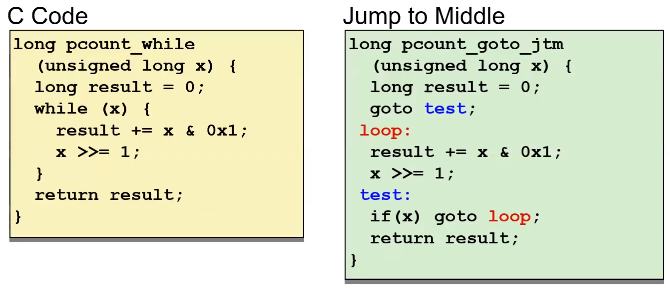 C Code
long pcount_while
  (unsigned long x) {
  long result = 0;
  while (x) {
    result += x & 0x1;
    x >>= 1;
  }
  return result;
}
Jump to Middle
long pcount_goto_jtm
  (unsigned long x) {
  long result = 0;
  goto test;
 loop:
  result += x & 0x1;
  x >>= 1;
 test:
  if(x) goto loop;
  return result;
}